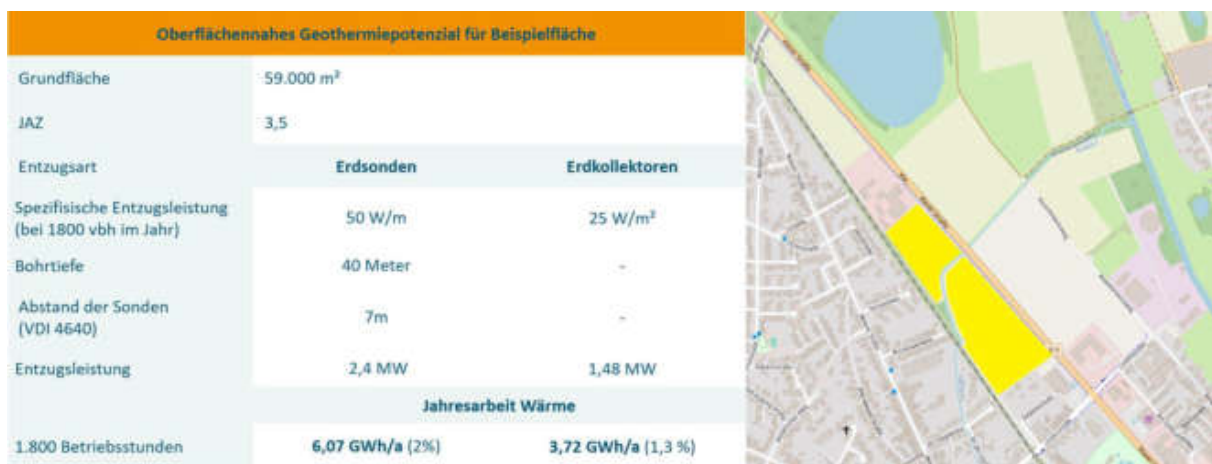 Oberflächennahes Geothermiepotenzial für Beispielfläche
Grundfläche 59.000 m²
JAZ 3,5
Entzugsart Erdsonden Erdkollektoren
Spezifisische Entzugsleistung
(bei 1800 vbh im Jahr) 50 W/m 25 W/m²
Bohrtiefe 40 Meter -
Abstand der Sonden
(VDI 4640) 7m -
Entzugsleistung 2,4 MW 1,48 MW
Jahresarbeit Wärme
1.800 Betriebsstunden 6,07 GWh/a (2%) 3,72 GWh/a (1,3 %)